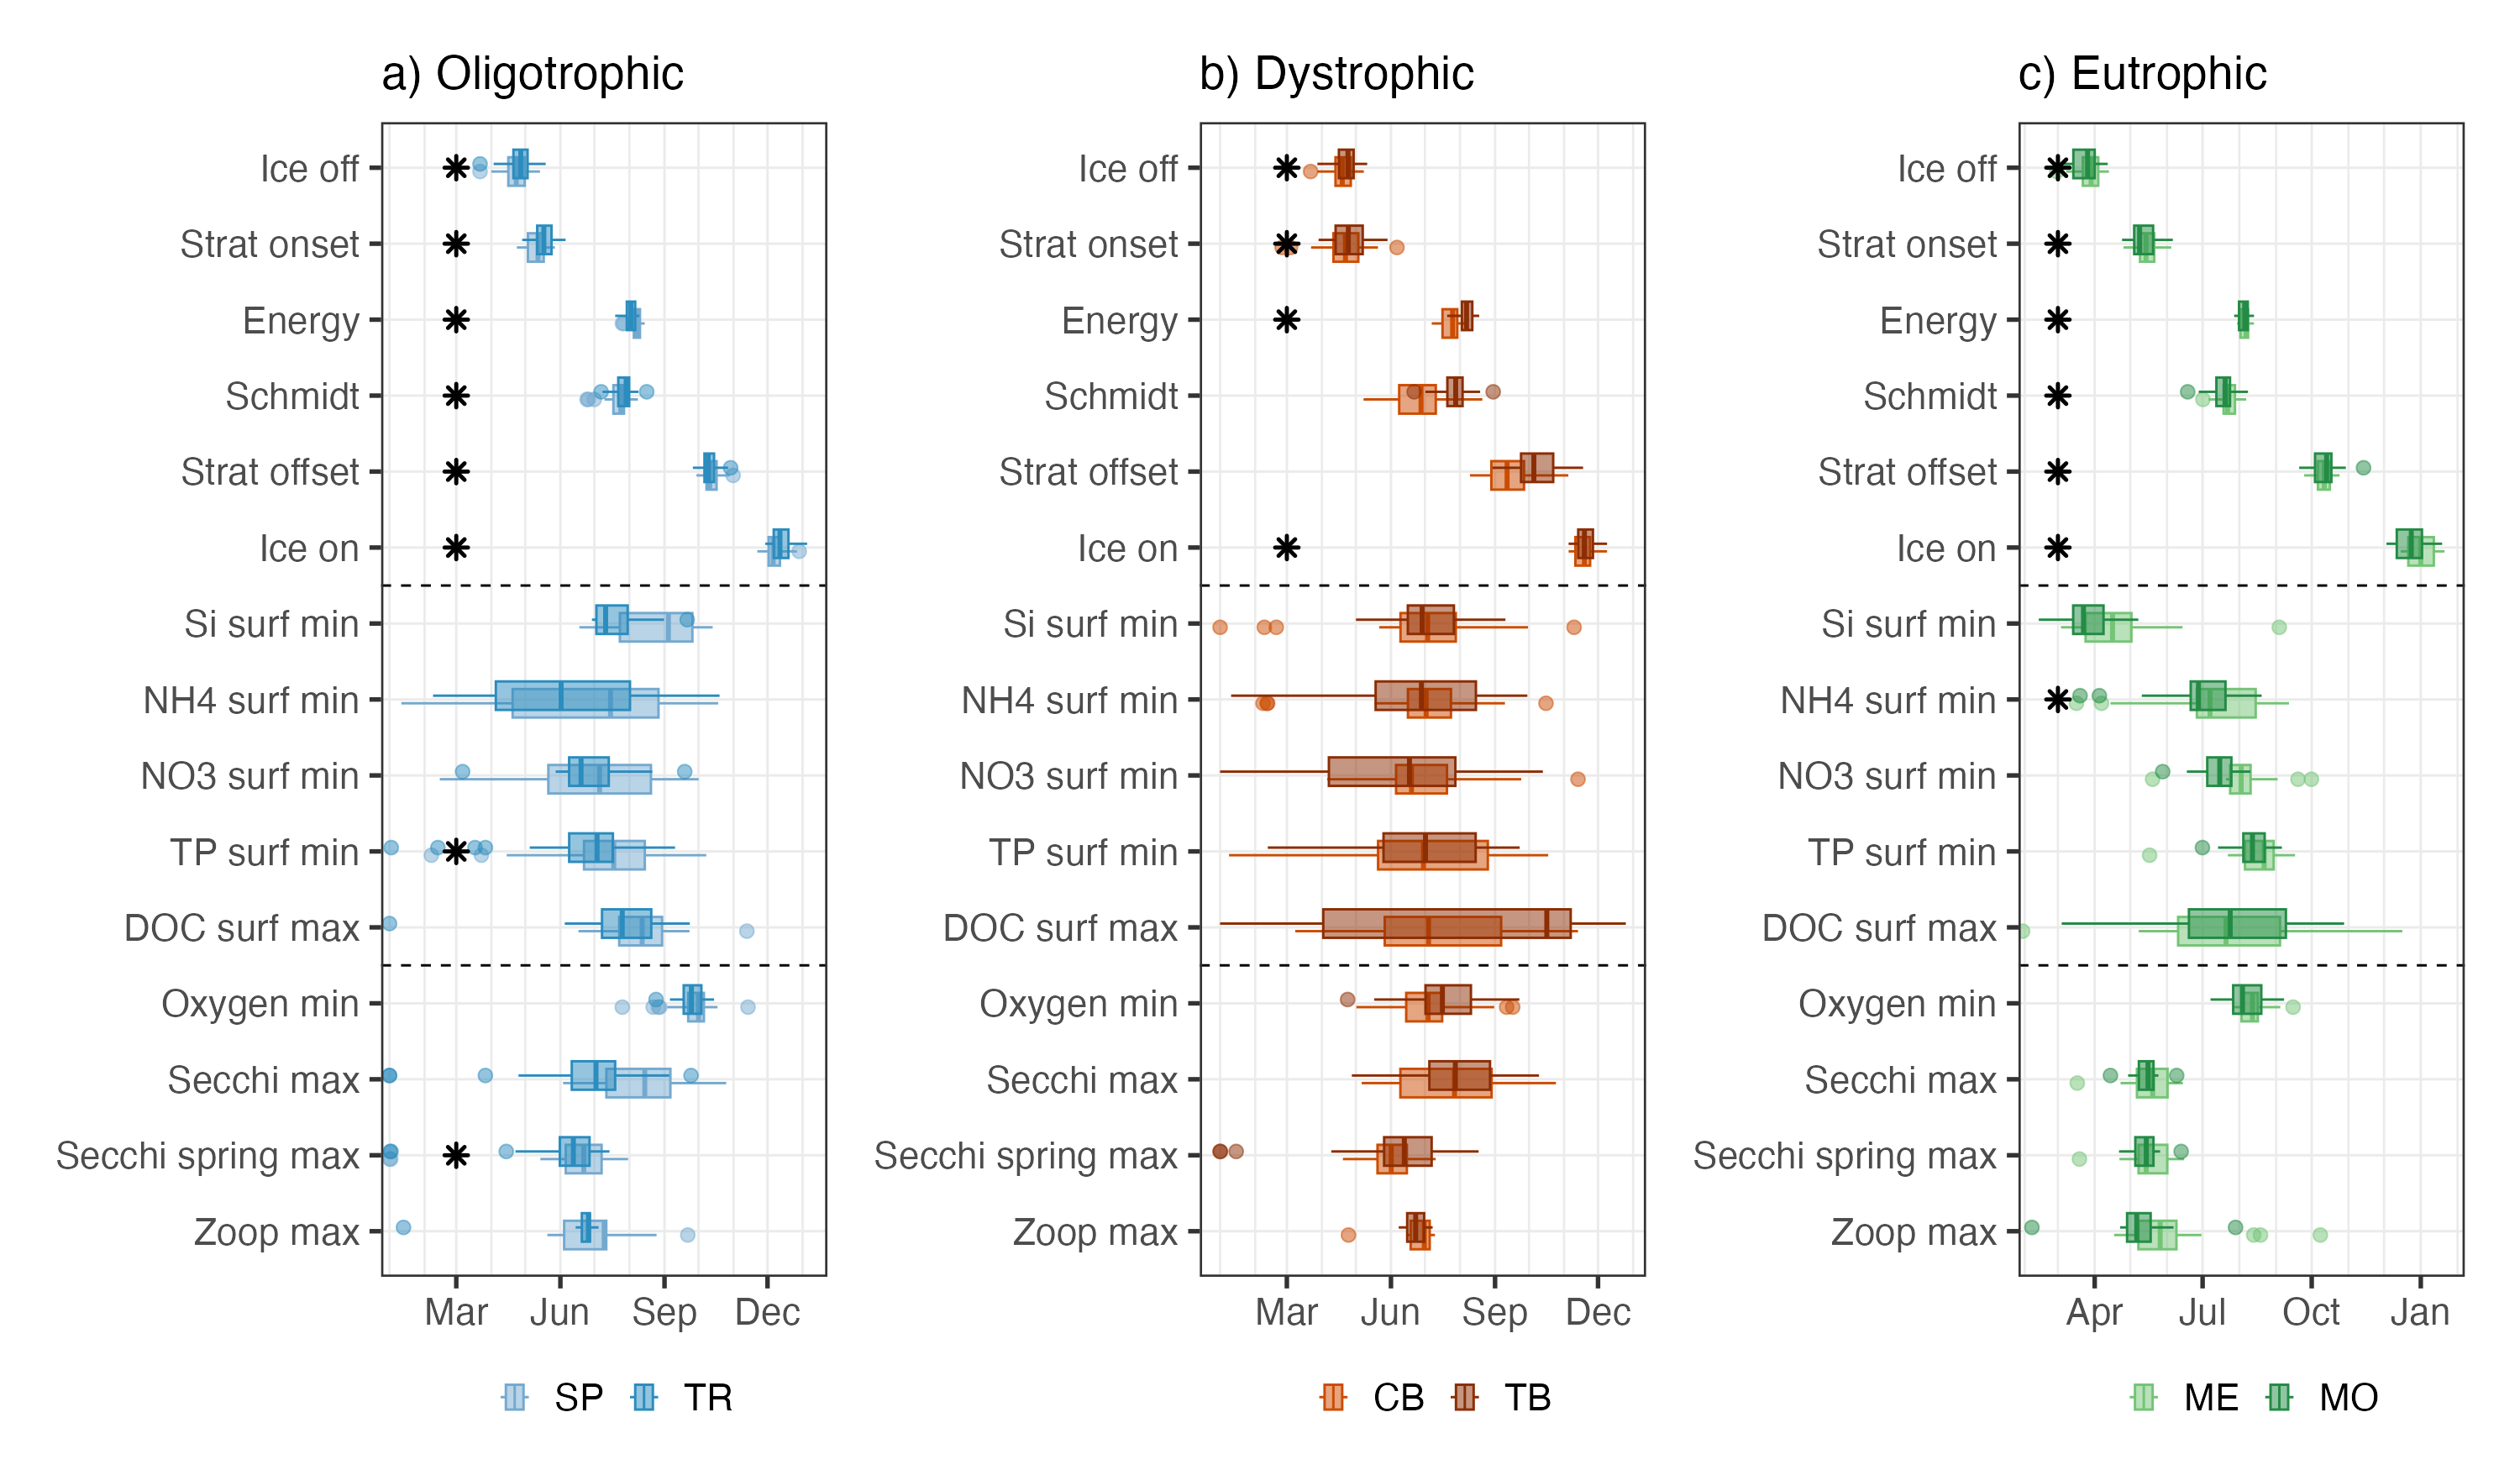 a) Oligotrophic
Ice off
Strat onset
Energy
Schmidt
Strat offset
Ice on
Si surf min
NH4 surf min
NO3 surf min
TP surf min
DOC surf max
Oxygen min
Secchi max
Secchi spring max
Zoop max
Mar Jun Sep Dec
SP TR
b) Dystrophic
Ice off
Strat onset
Energy
Schmidt
Strat offset
Ice on
Si surf min
NH4 surf min
NO3 surf min
TP surf min
DOC surf max
Oxygen min
Secchi max
Secchi spring max
Zoop max
Mar Jun Sep Dec
CB TB
c) Eutrophic
Ice off
Strat onset
Energy
Schmidt
Strat offset
Ice on
Si surf min
NH4 surf min
NO3 surf min
TP surf min
DOC surf max
Oxygen min
Secchi max
Secchi spring max
Zoop max
Apr Jul Oct Jan
ME MO